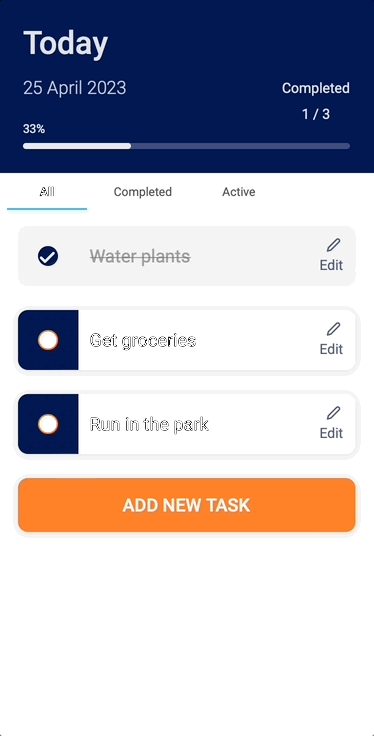 Today
25 April 2023
Completed
1 / 3
33%
All Completed Active
Water plants
Edit
Get groceries
Edit
Run in the park
Edit
ADD NEW TASK